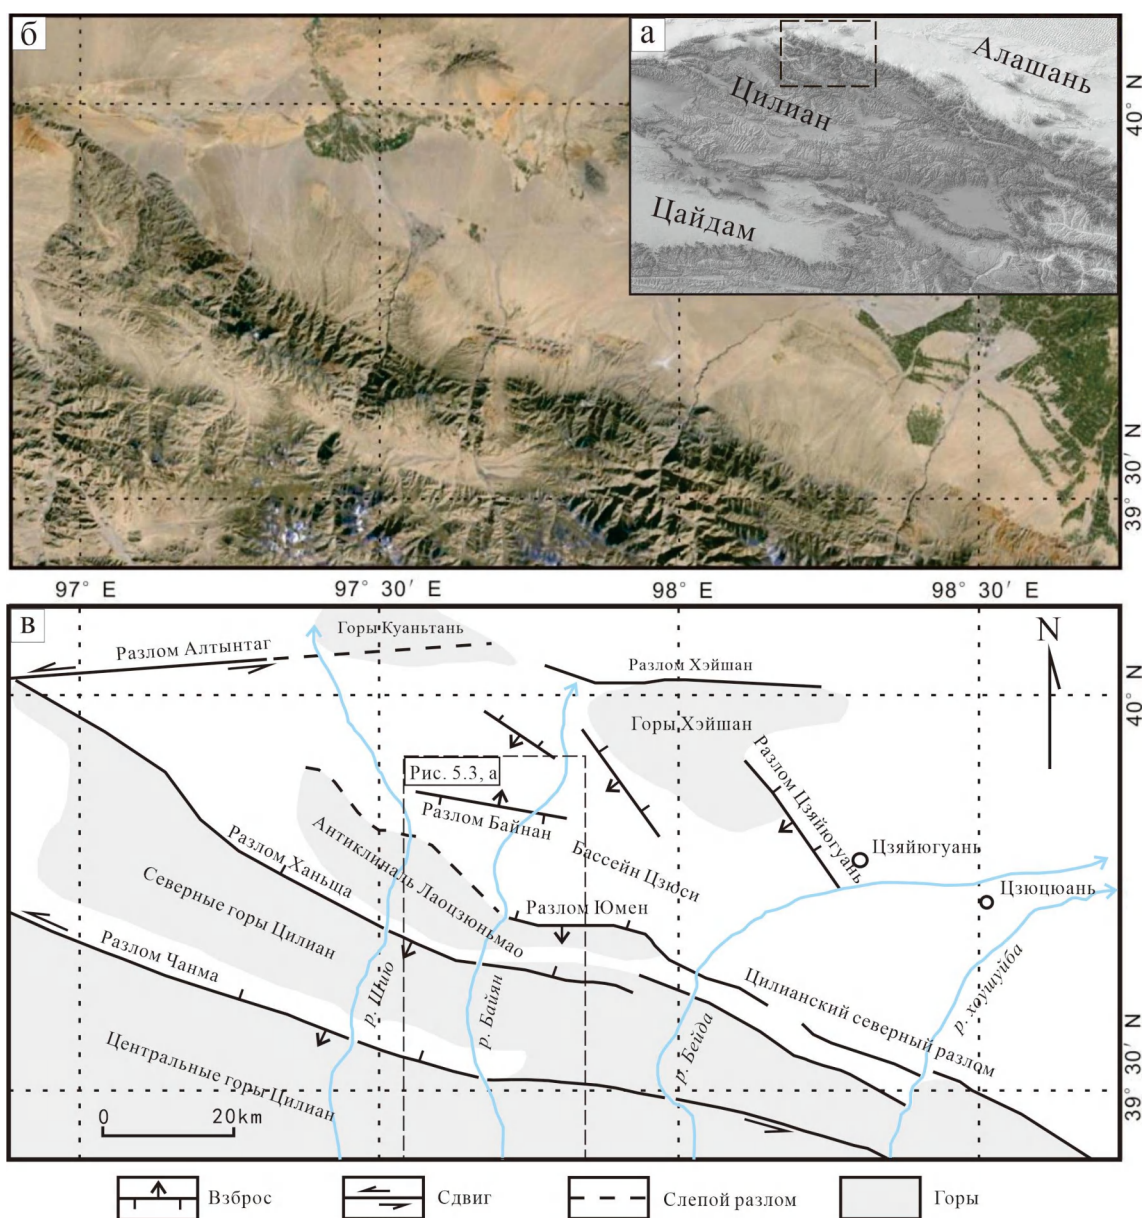 б
а
Алашань
Цилиан
Цайдам
40° N
39° 30′ N
97° E
97° 30′ E
98° E
98° 30′ E
в
N
Горы Куаньтань
Разлом Алтынтаг
Разлом Хэйшан
Горы Хэйшан
40° N
Рис. 5.3, а
Разлом Байнан
Разлом Цзяйюгуань
Цзяйюгуань
Бассейн Цзюси
Цзюцюань
Антиклиналь Лаоцзюньмао
Разлом Ханьща
Разлом Юмен
Северные горы Цилиан
Разлом Чанма
р. Шию
р. Байян
р. Бейда
р. хоушуйба
Цилианский северный разлом
Центральные горы Цилиан
39° 30′ N
0
20km
Взброс
Сдвиг
Слепой разлом
Горы